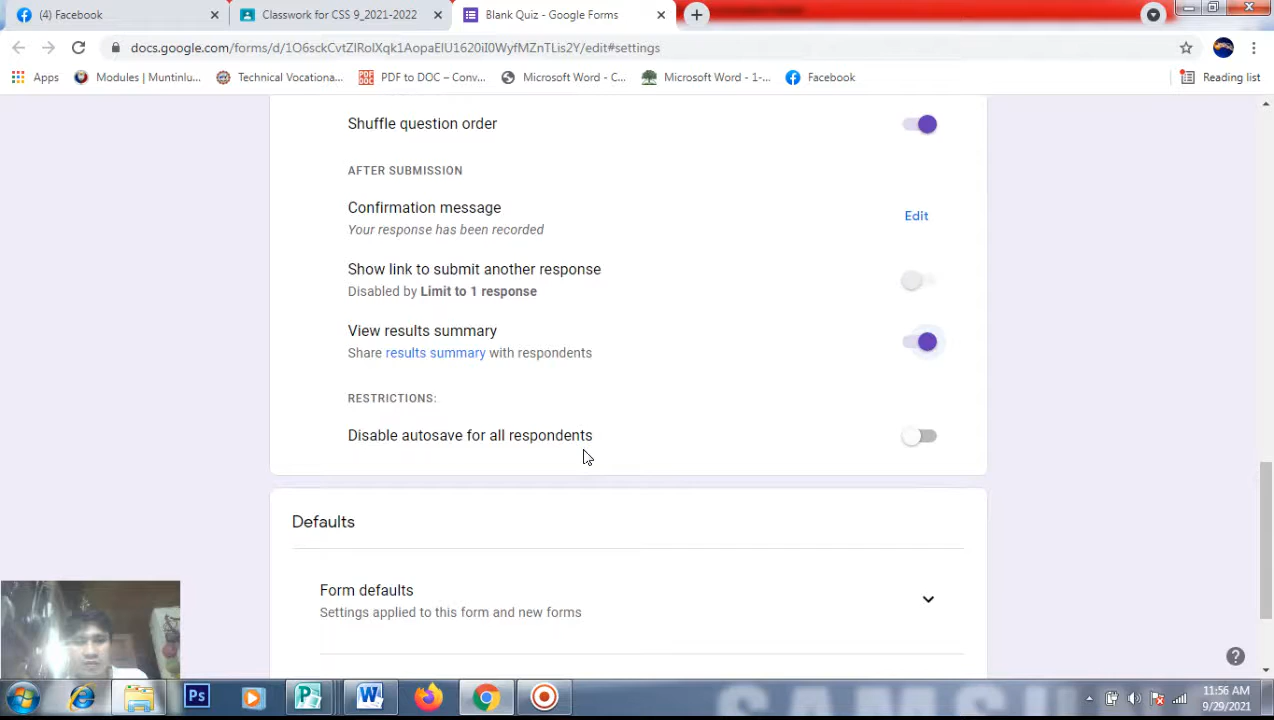 (4) Facebook
Classwork for CSS 9_2021-2022
Blank Quiz - Google Forms
docs.google.com/forms/d/1O6sckCvtZIRolXqk1AopaEIU1620iI0WyfMZnTLis2Y/edit#settings
Apps
Modules | Muntinlu...
Technical Vocationa...
PDF to DOC – Conv...
Microsoft Word - C...
Microsoft Word - 1-...
Facebook
Reading list
Shuffle question order
AFTER SUBMISSION
Confirmation message
Edit
Your response has been recorded
Show link to submit another response
Disabled by Limit to 1 response
View results summary
Share results summary with respondents
RESTRICTIONS:
Disable autosave for all respondents
Defaults
Form defaults
Settings applied to this form and new forms
Ps
11:56 AM
9/29/2021